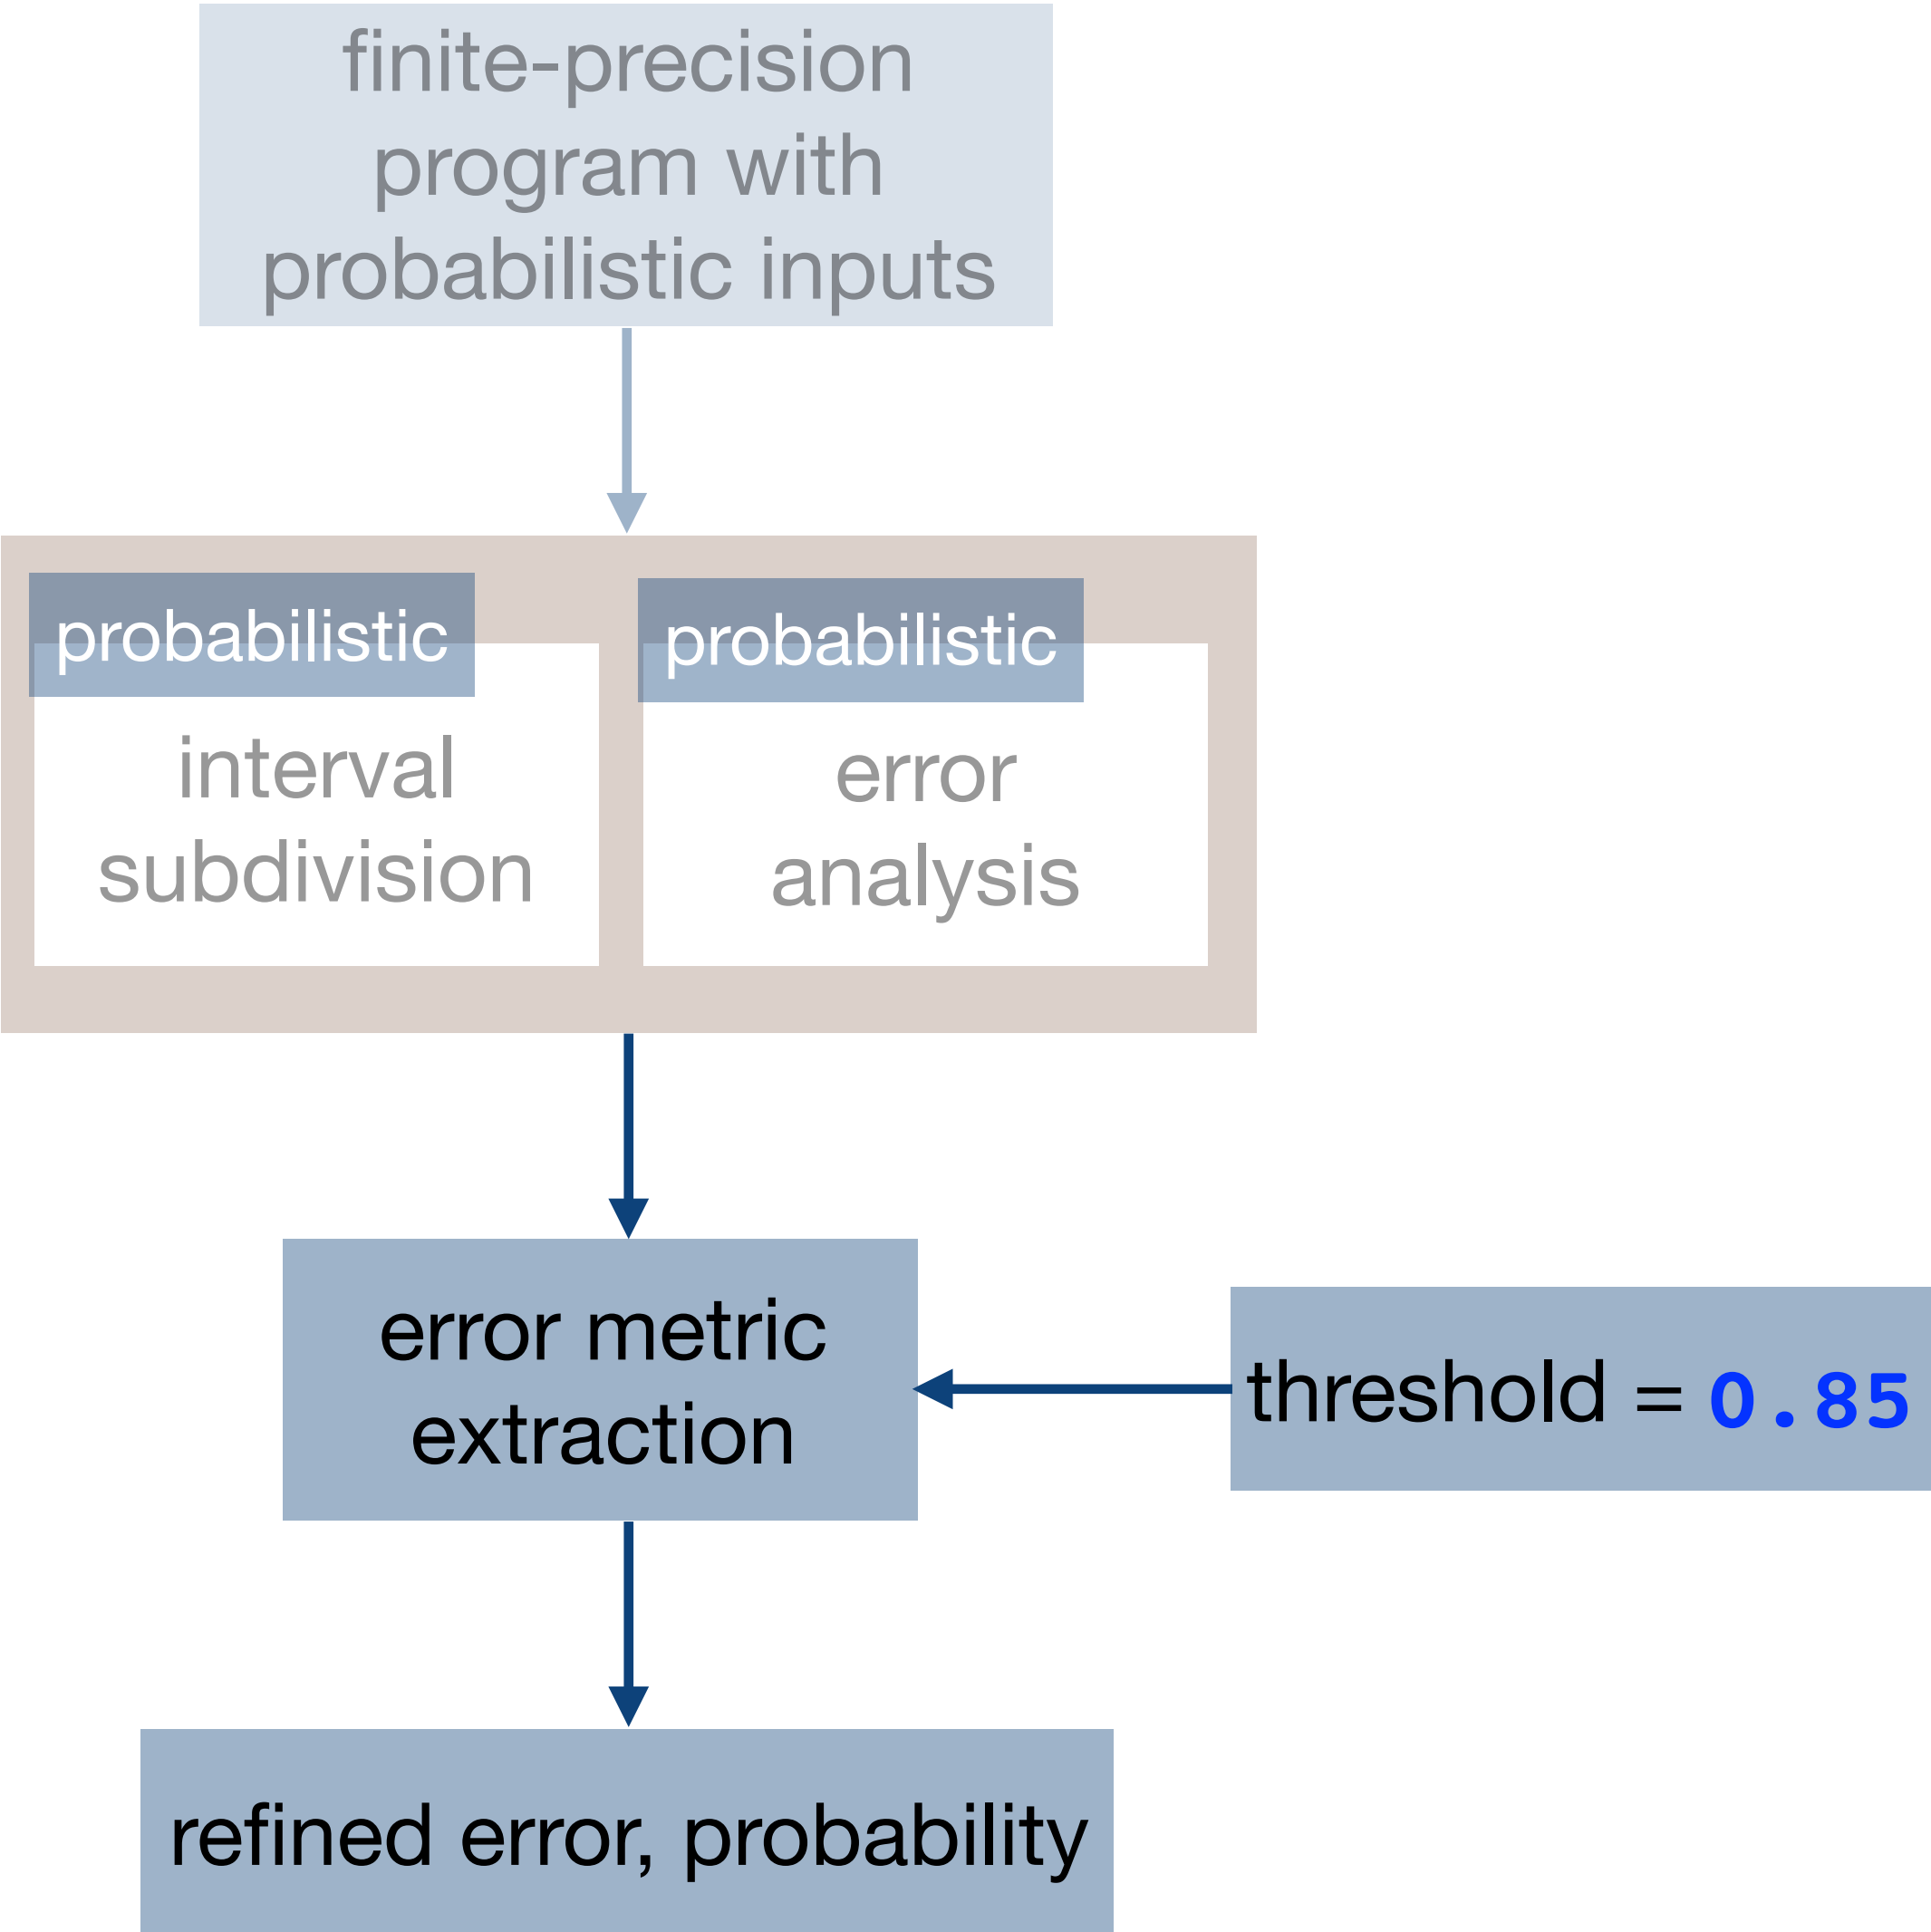 finite-precision
program with
probabilistic inputs
probabilistic
interval
subdivision
probabilistic
error
analysis
error metric
extraction
threshold = 0.85
refined error, probability